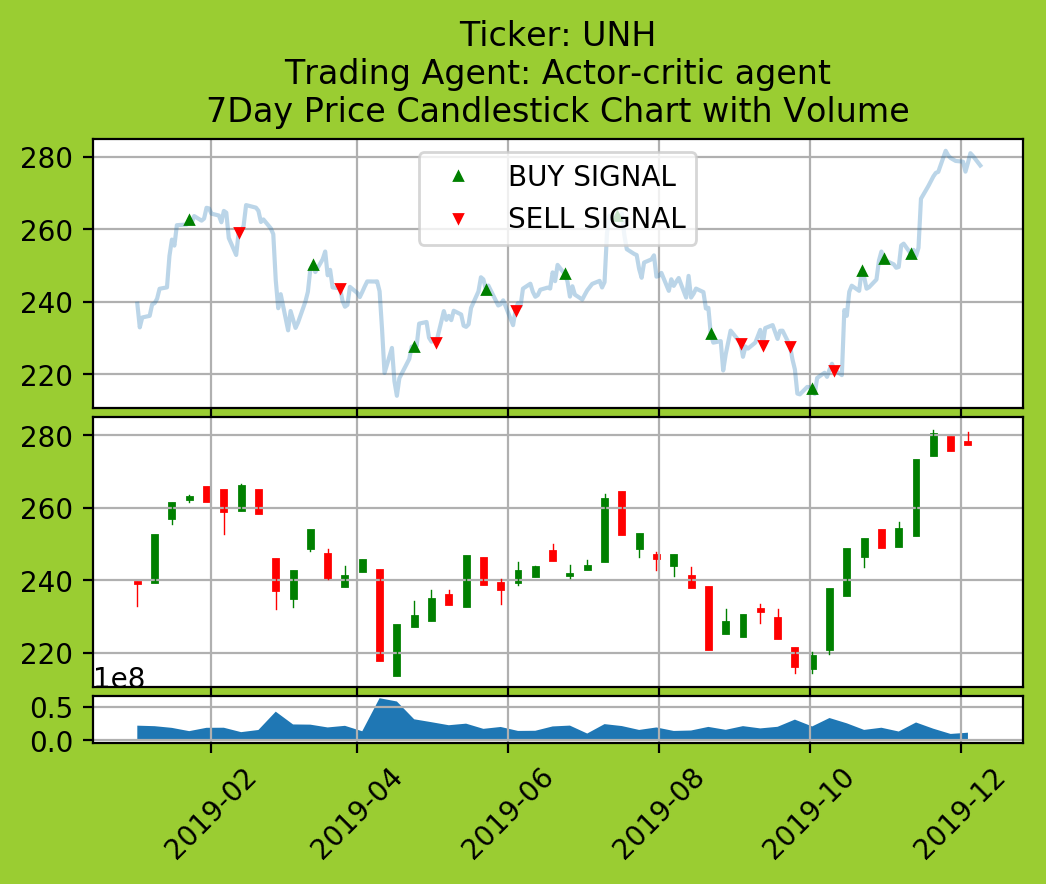 Ticker: UNH
Trading Agent: Actor-critic agent
7Day Price Candlestick Chart with Volume
280
260
240
220
BUY SIGNAL
SELL SIGNAL
280
260
240
220
1e8
0.5
0.0
2019-02
2019-04
2019-06
2019-08
2019-10
2019-12